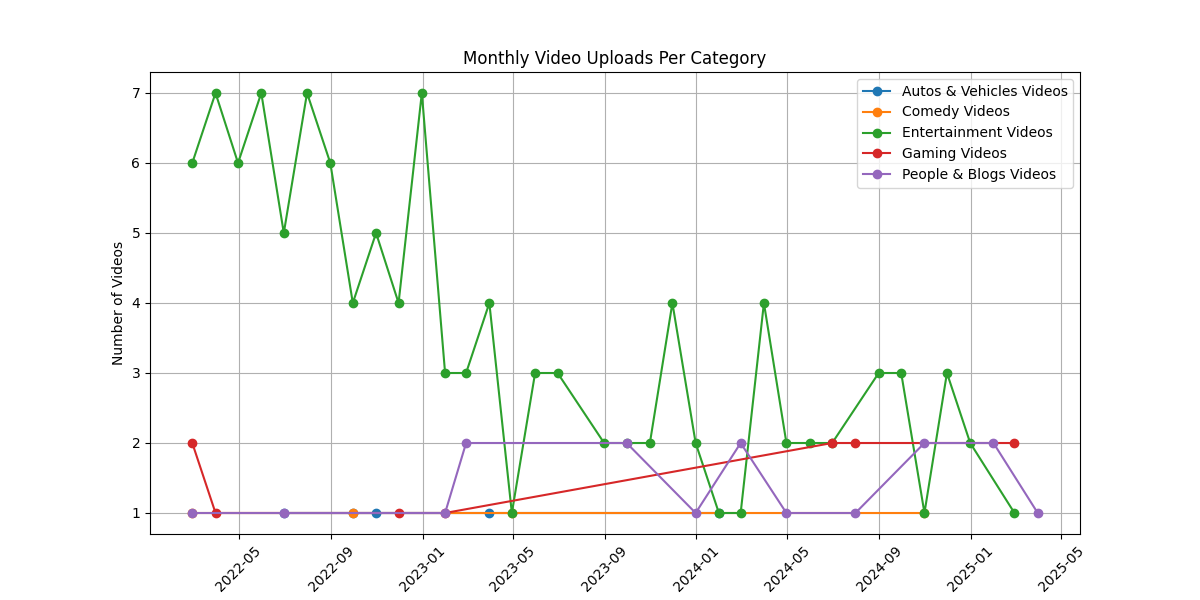 Monthly Video Uploads Per Category
Autos & Vehicles Videos
Comedy Videos
Entertainment Videos
Gaming Videos
People & Blogs Videos
Number of Videos
7
6
5
4
3
2
1
2022-05
2022-09
2023-01
2023-05
2023-09
2024-01
2024-05
2024-09
2025-01
2025-05